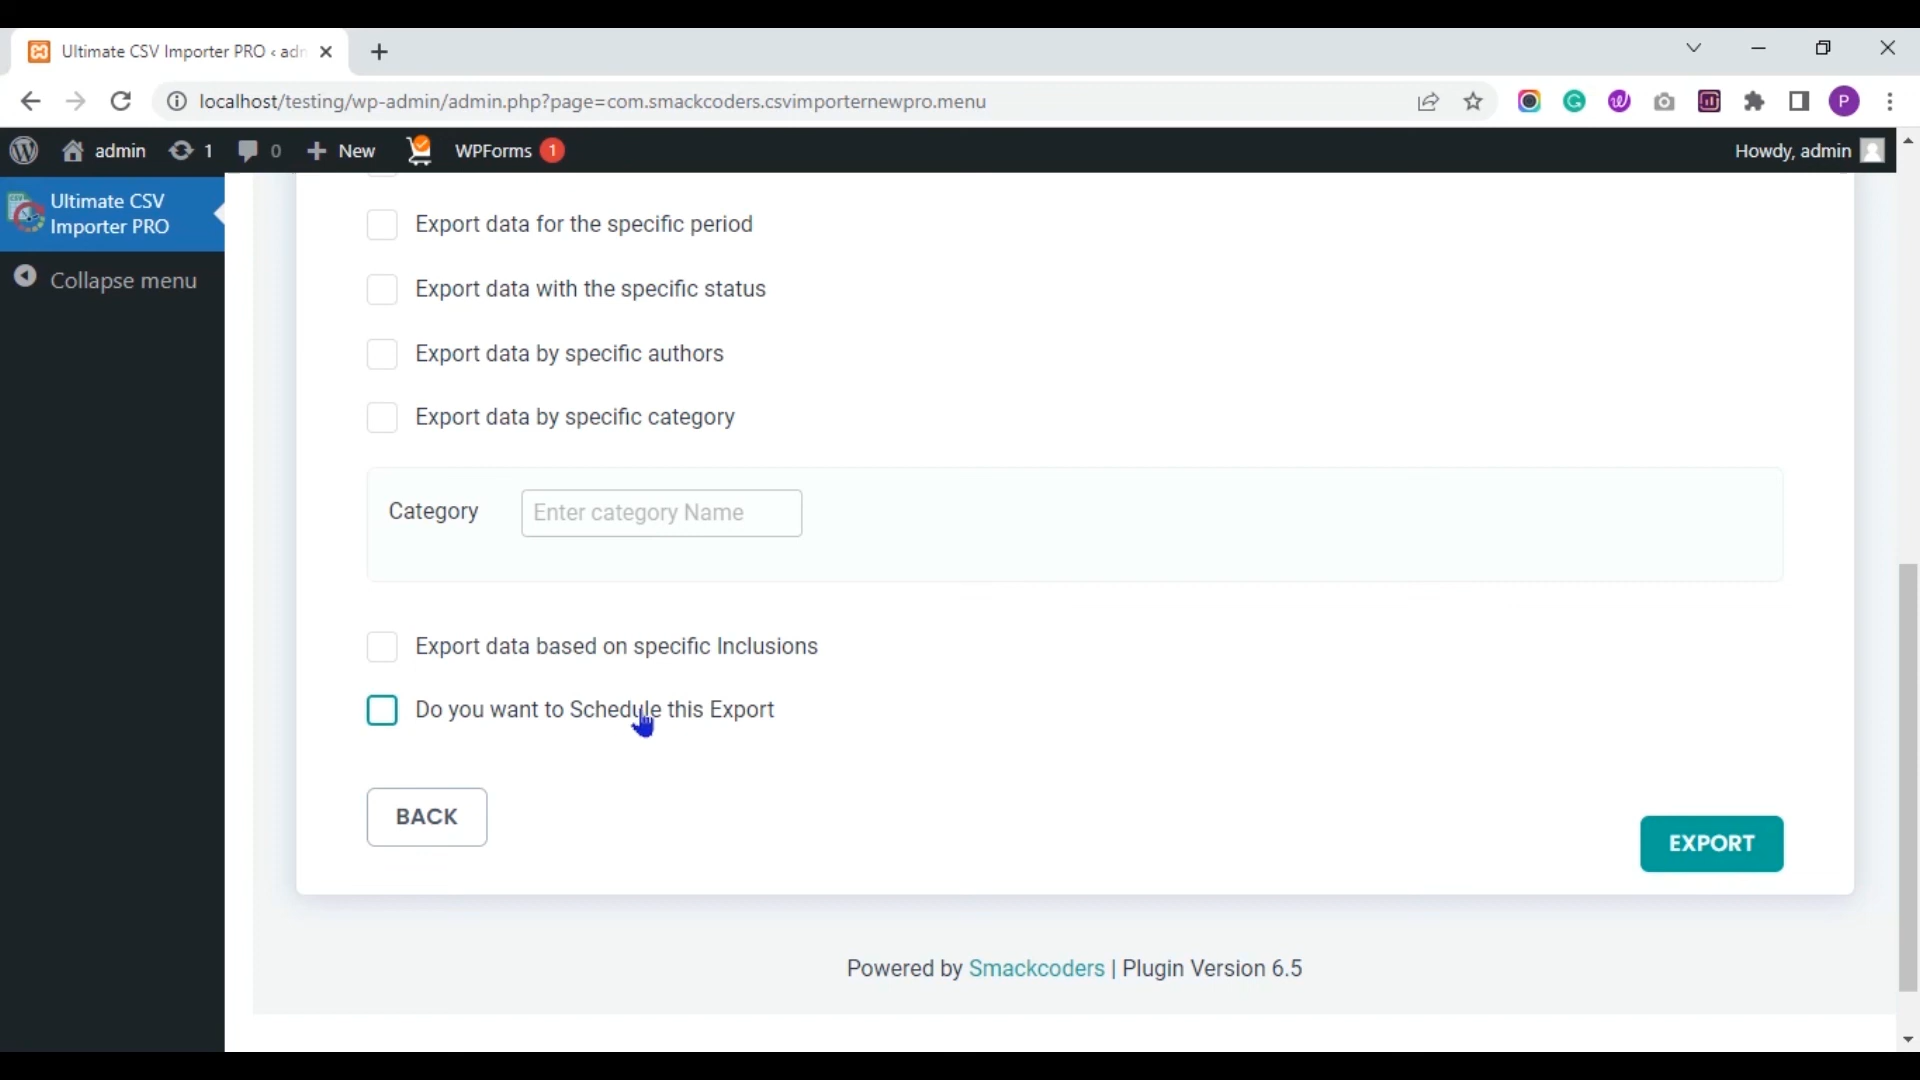 Ultimate CSV Importer PRO ‹ adn
localhost/testing/wp-admin/admin.php?page=com.smackcoders.csvimporternewpro.menu
P
admin 1 0 New WPForms 1 Howdy, admin
Ultimate CSV
Importer PRO
Collapse menu
Export data for the specific period
Export data with the specific status
Export data by specific authors
Export data by specific category
Category Enter category Name
Export data based on specific Inclusions
Do you want to Schedule this Export
BACK
EXPORT
Powered by Smackcoders | Plugin Version 6.5